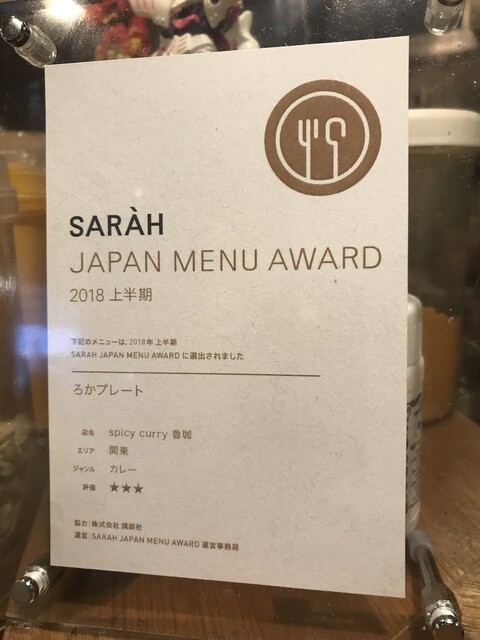 SARÀH
JAPAN MENU AWARD
2018 上半期
下記のメニューは、2018年 上半期
SARAH JAPAN MENU AWARD に選出されました
ろかプレート
店名 spicy curry 魯珈
エリア 関東
ジャンル カレー
評価 ★★★
協力:株式会社 講談社
運営:SARAH JAPAN MENU AWARD 運営事務局